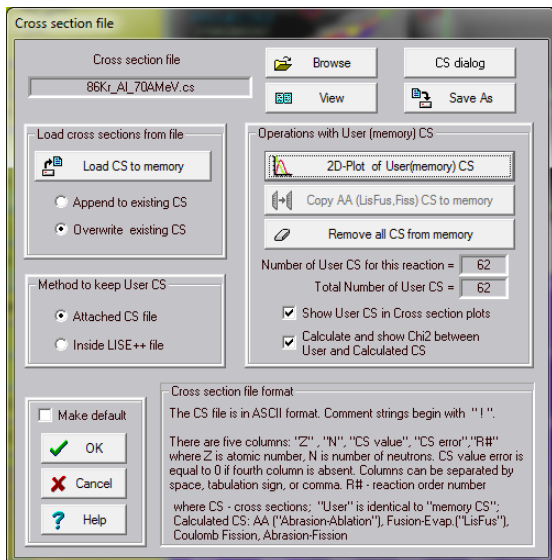 Cross section file
Cross section file
86Kr_Al_70AMeV.cs
Browse
CS dialog
View
Save As
Load cross sections from file
Load CS to memory
Append to existing CS
Overwrite existing CS
Method to keep User CS
Attached CS file
Inside LISE++ file
Operations with User (memory) CS
2D-Plot of User(memory) CS
Copy AA (LisFus,Fiss) CS to memory
Remove all CS from memory
Number of User CS for this reaction = 62
Total Number of User CS = 62
Show User CS in Cross section plots
Calculate and show Chi2 between
User and Calculated CS
Make default
OK
Cancel
Help
Cross section file format
The CS file is in ASCII format. Comment strings begin with "!".
There are five columns: "Z" , "N", "CS value", "CS error","R#"
where Z is atomic number, N is number of neutrons. CS value error is
equal to 0 if fourth column is absent. Columns can be separated by
space, tabulation sign, or comma. R# - reaction order number
where CS - cross sections; "User" is identical to "memory CS";
Calculated CS: AA ("Abrasion-Ablation"), Fusion-Evap.("LisFus"),
Coulomb Fission, Abrasion-Fission